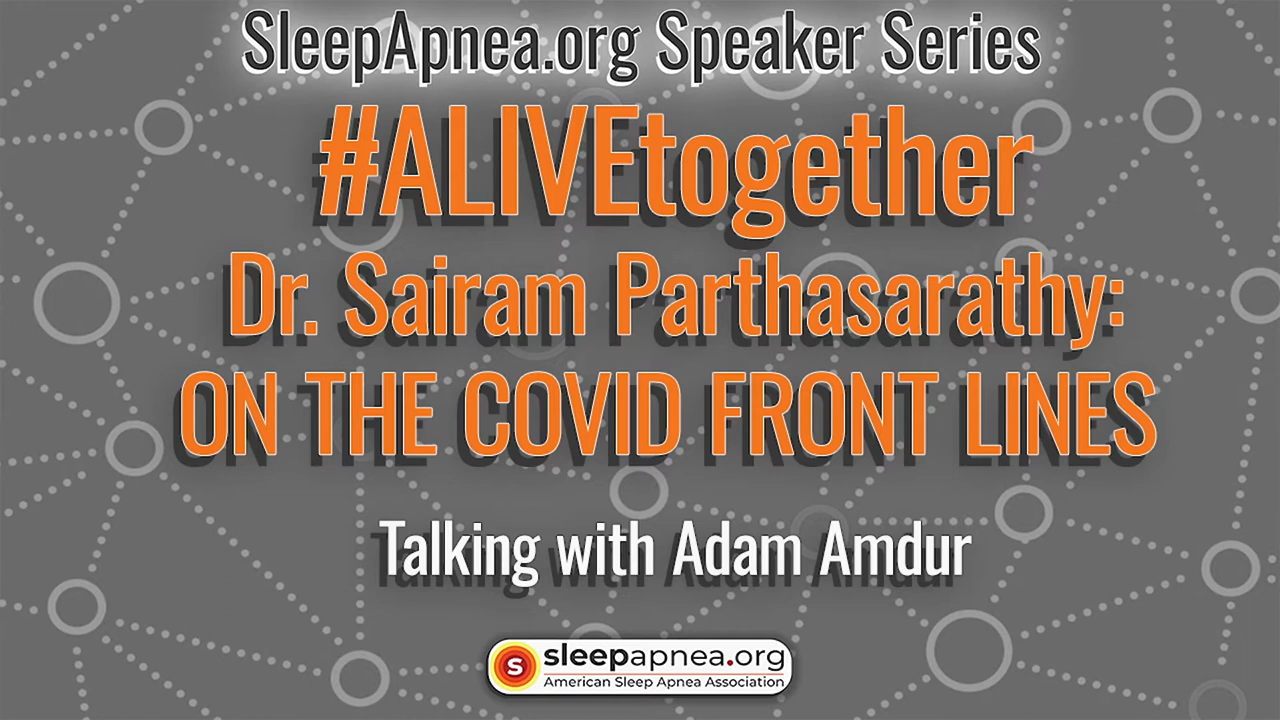 SleepApnea.org Speaker Series
#ALIVEtogether
Dr. Sairam Parthasarathy:
ON THE COVID FRONT LINES
Talking with Adam Amdur
S sleepapnea.org
American Sleep Apnea Association